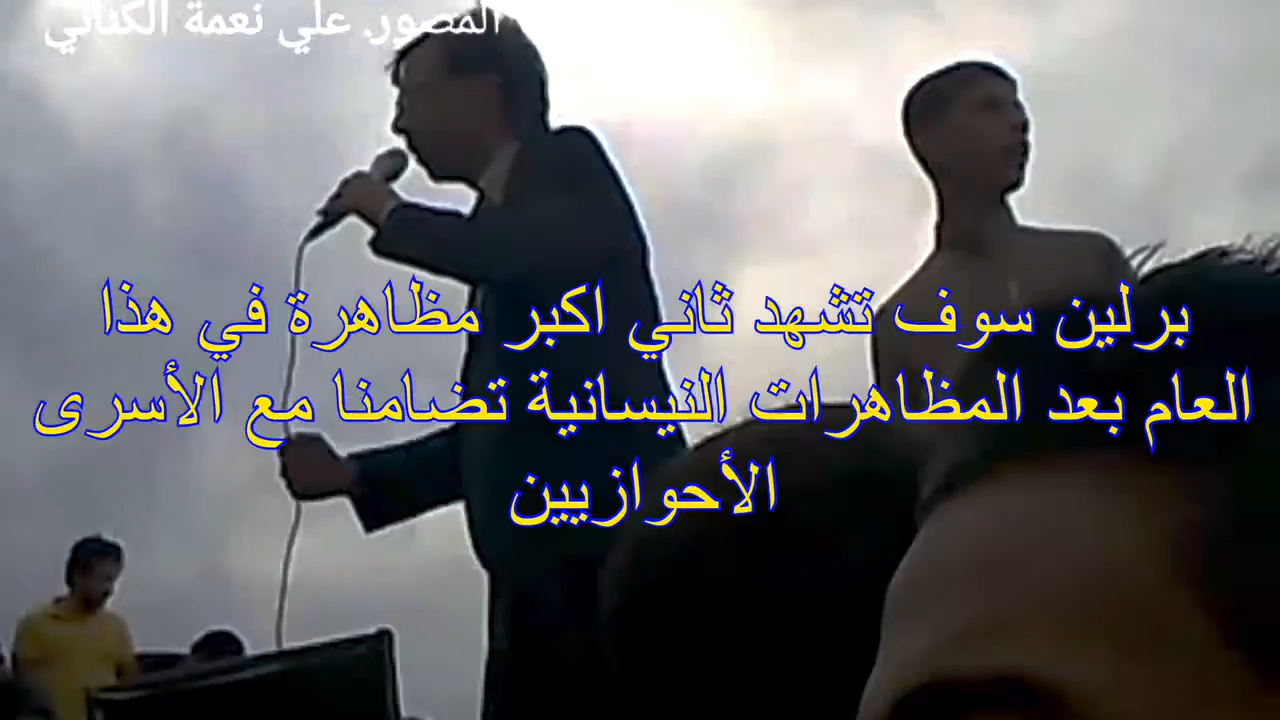 المصور. علي نعمة الكناني
برلين سوف تشهد ثاني اكبر مظاهرة في هذا
العام بعد المظاهرات النيسانية تضامنا مع الأسرى
الأحوازيين